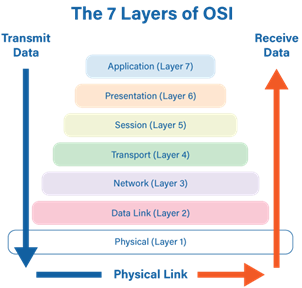 The 7 Layers of OSI
Transmit
Data
Receive
Data
Application (Layer 7)
Presentation (Layer 6)
Session (Layer 5)
Transport (Layer 4)
Network (Layer 3)
Data Link (Layer 2)
Physical (Layer 1)
Physical Link